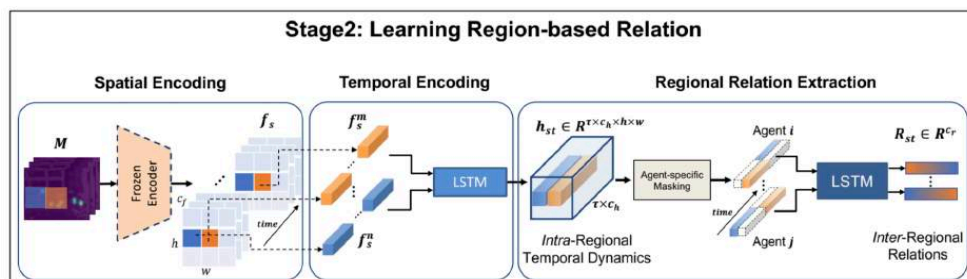 Stage2: Learning Region-based Relation
Spatial Encoding
Temporal Encoding
Regional Relation Extraction
M
Frozen Encoder
c_f
h
w
f_s
time
f_s^m
f_s^n
LSTM
h_st ∈ R^{τ×c_h×h×w}
τ×c_h
Intra-Regional
Temporal Dynamics
Agent-specific
Masking
Agent i
time
Agent j
LSTM
R_st ∈ R^{c_r}
Inter-Regional
Relations